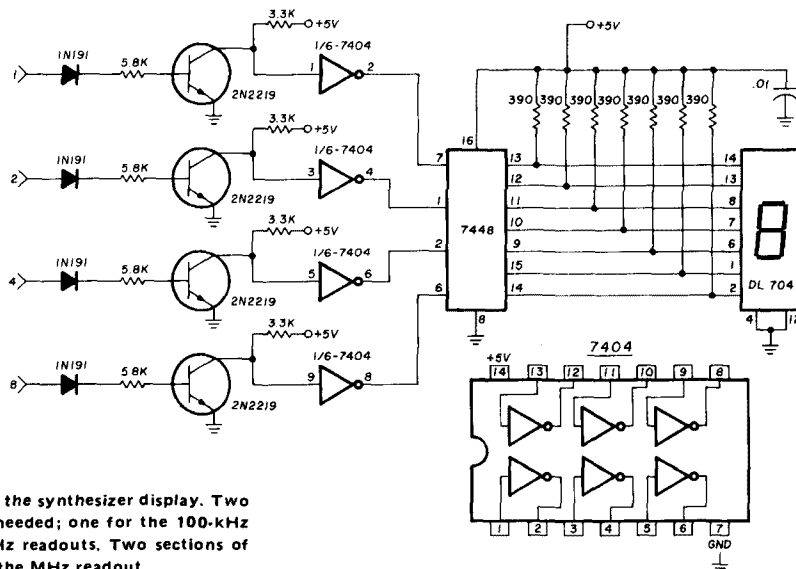 3.3K
+5V
1N191
5.8K
1/6-7404
1
1
2
2N2219
3.3K
+5V
1N191
5.8K
1/6-7404
2
3
4
2N2219
3.3K
+5V
1N191
5.8K
1/6-7404
4
5
6
2N2219
3.3K
+5V
1N191
5.8K
1/6-7404
8
9
8
2N2219
+5V
390 390 390 390 390 390 390
.01
16
7
1
2
6
7448
8
13
12
11
10
9
15
14
14
13
8
7
6
1
2
8
DL 704
4 12
7404
+5V
14 13 12 11 10 9 8
1 2 3 4 5 6 7
GND
the synthesizer display. Two
needed; one for the 100-kHz
Hz readouts. Two sections of
the MHz readout.